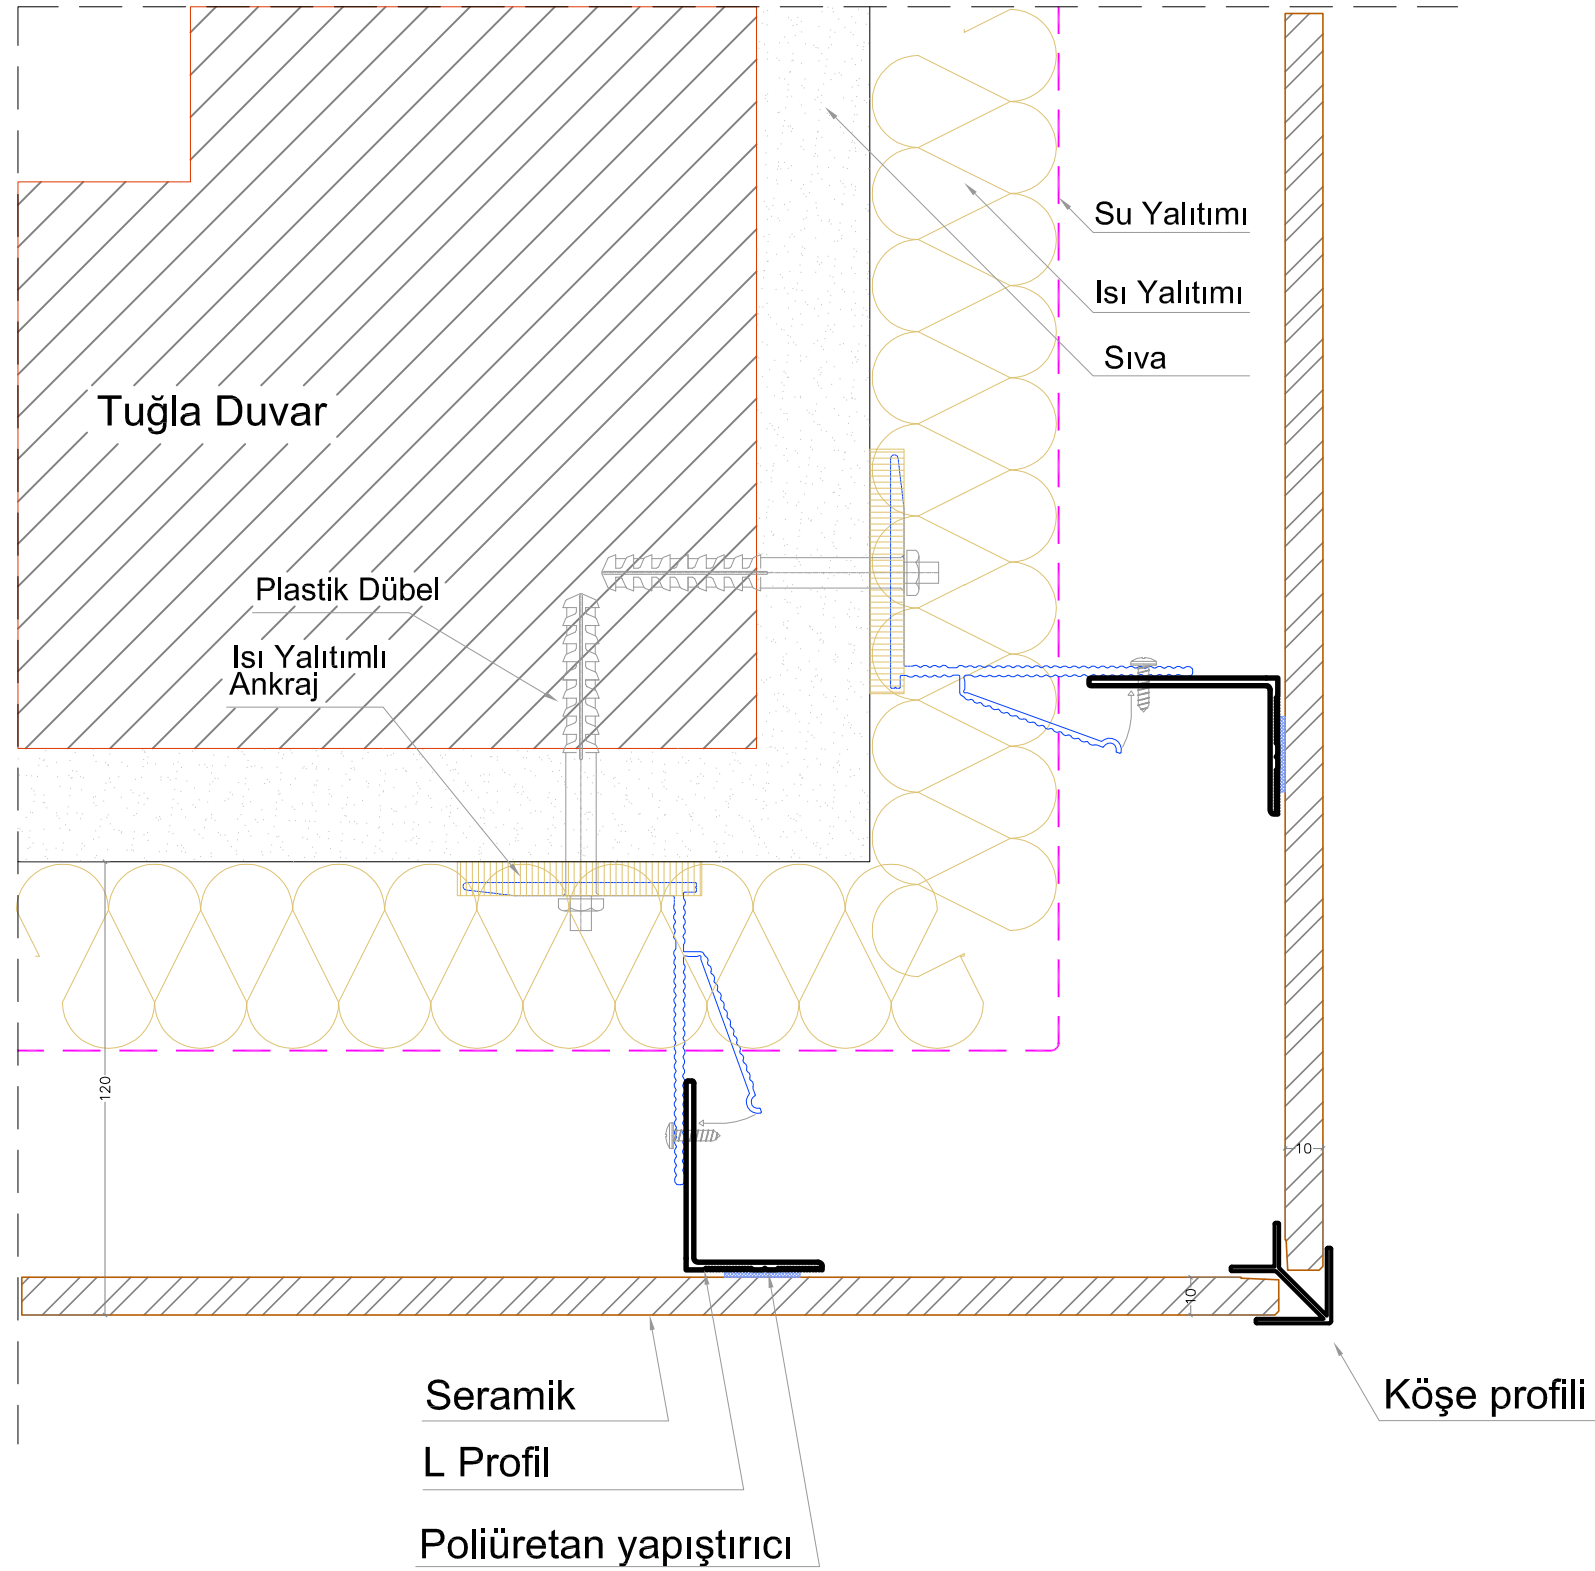 Su Yalıtımı
Isı Yalıtımı
Sıva
Tuğla Duvar
Plastik Dübel
Isı Yalıtımlı
Ankraj
120
10
10
Seramik
Köşe profili
L Profil
Poliüretan yapıştırıcı